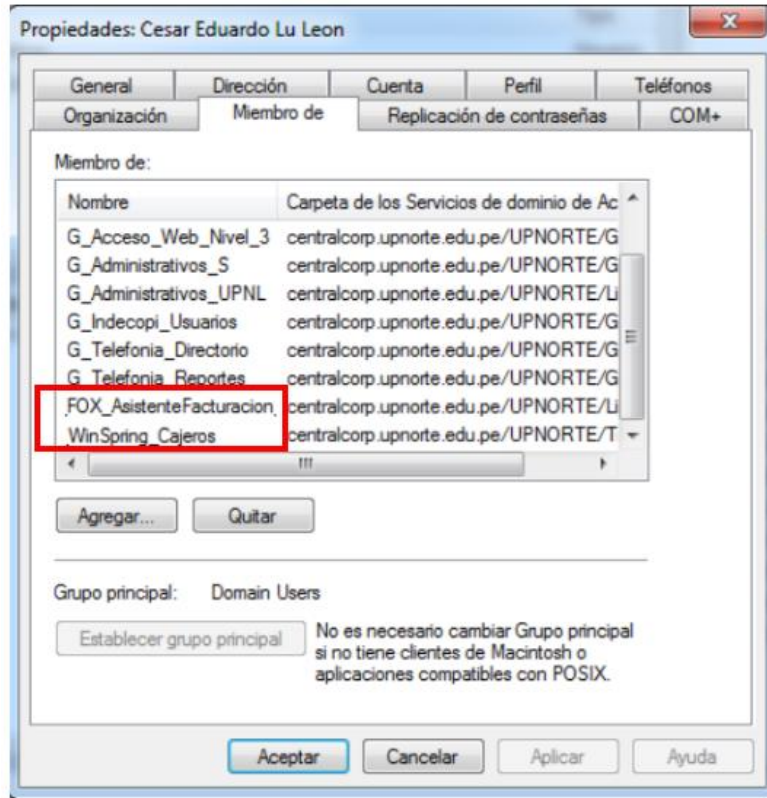 Propiedades: Cesar Eduardo Lu Leon
General Dirección Cuenta Perfil Teléfonos
Organización Miembro de Replicación de contraseñas COM+
Miembro de:
Nombre Carpeta de los Servicios de dominio de Ac
G_Acceso_Web_Nivel_3 centralcorp.upnorte.edu.pe/UPNORTE/G
G_Administrativos_S centralcorp.upnorte.edu.pe/UPNORTE/G
G_Administrativos_UPNL centralcorp.upnorte.edu.pe/UPNORTE/Li
G_Indecopi_Usuarios centralcorp.upnorte.edu.pe/UPNORTE/G
G_Telefonia_Directorio centralcorp.upnorte.edu.pe/UPNORTE/G
G_Telefonia_Reportes centralcorp.upnorte.edu.pe/UPNORTE/G
FOX_AsistenteFacturacion centralcorp.upnorte.edu.pe/UPNORTE/Li
WinSpring_Cajeros centralcorp.upnorte.edu.pe/UPNORTE/T
Agregar... Quitar
Grupo principal: Domain Users
Establecer grupo principal No es necesario cambiar Grupo principal
si no tiene clientes de Macintosh o
aplicaciones compatibles con POSIX.
Aceptar Cancelar Aplicar Ayuda